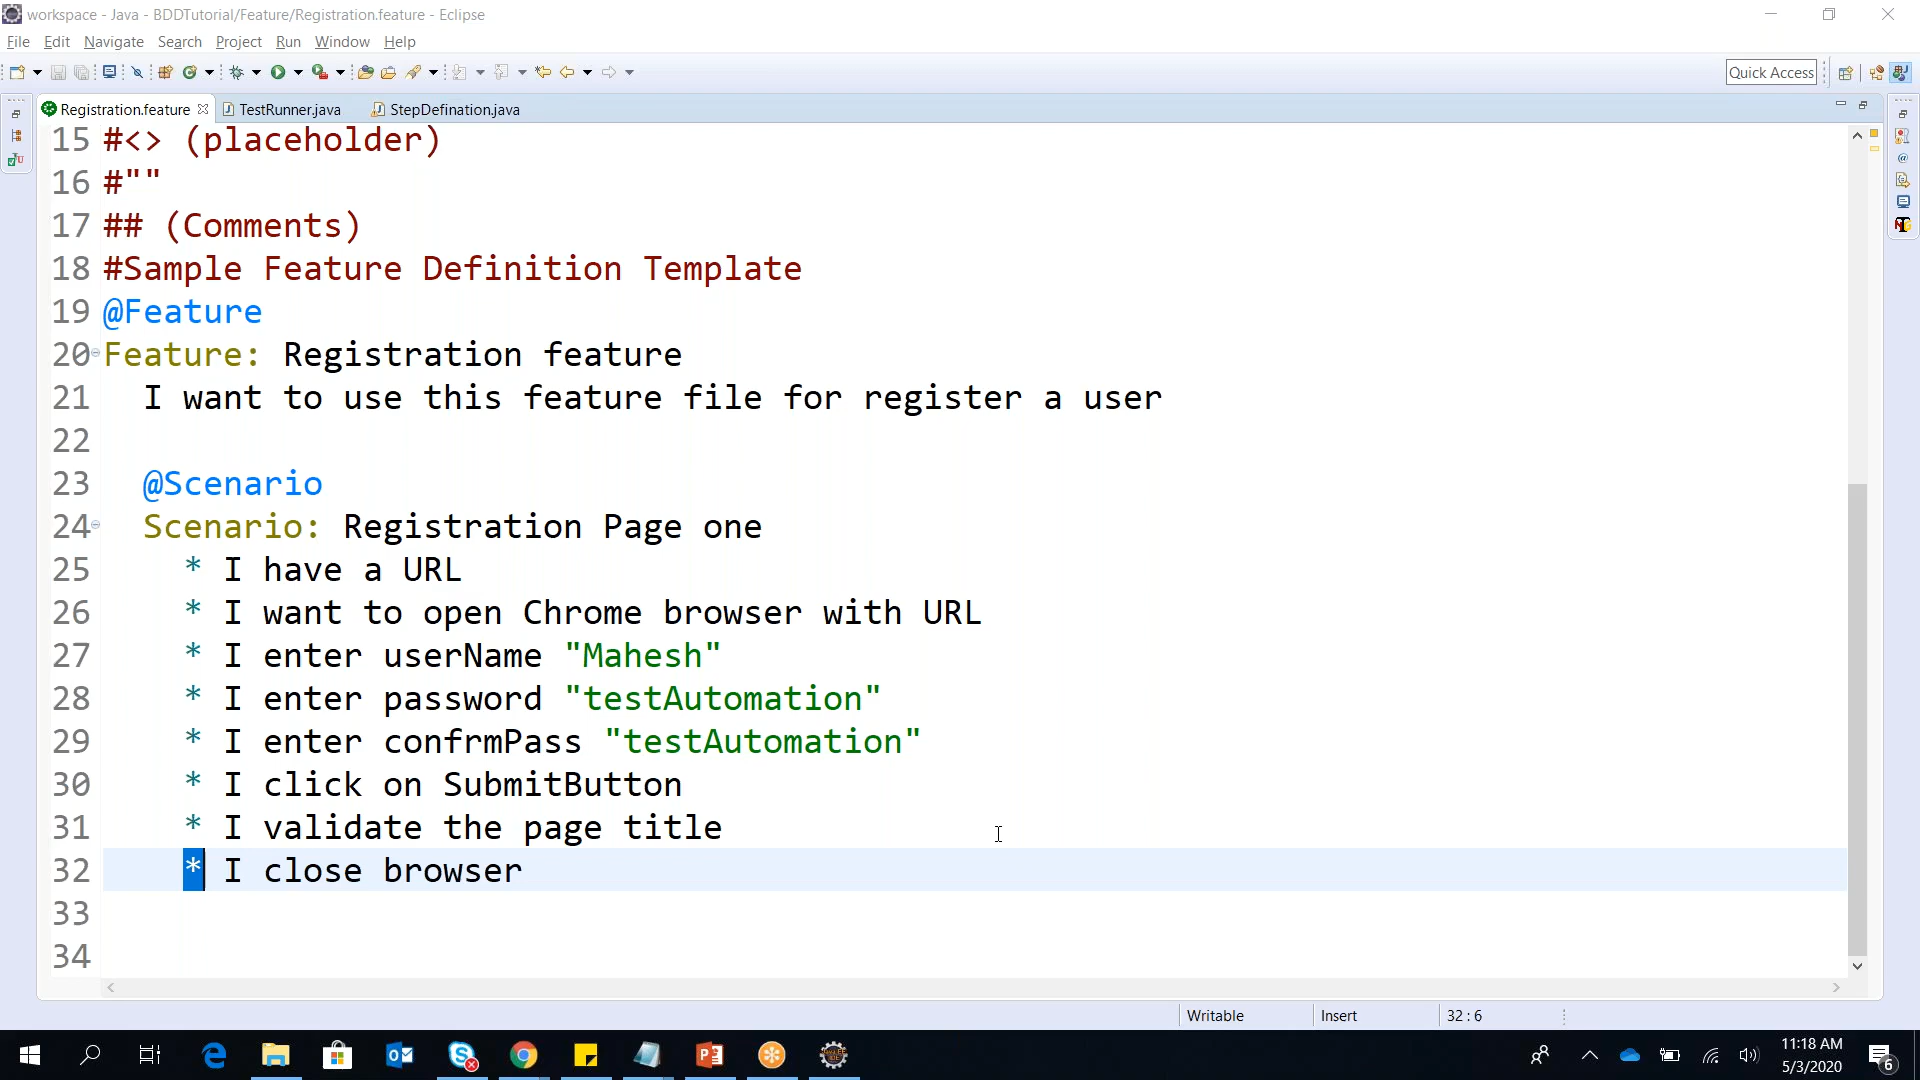 workspace - Java - BDDTutorial/Feature/Registration.feature - Eclipse
File Edit Navigate Search Project Run Window Help
Quick Access
Registration.feature TestRunner.java StepDefination.java
15 #<> (placeholder)
16 #""
17 ## (Comments)
18 #Sample Feature Definition Template
19 @Feature
20 Feature: Registration feature
21 I want to use this feature file for register a user
22
23 @Scenario
24 Scenario: Registration Page one
25 * I have a URL
26 * I want to open Chrome browser with URL
27 * I enter userName "Mahesh"
28 * I enter password "testAutomation"
29 * I enter confrmPass "testAutomation"
30 * I click on SubmitButton
31 * I validate the page title
32 * I close browser
33
34
Writable Insert 32 : 6
11:18 AM
5/3/2020
6